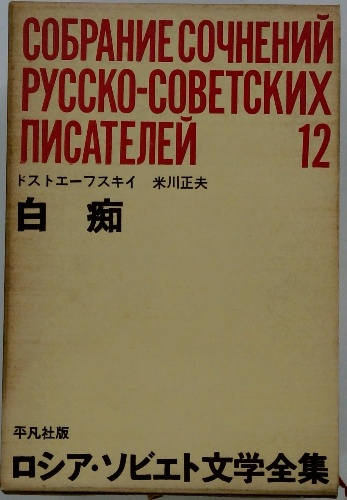 СОБРАНИЕ СОЧНЕНИЙ
РУССКО-СОВЕТСКИХ
ПИСАТЕЛЕЙ 12
ドストエーフスキイ 米川正夫
白痴
平凡社版
ロシア・ソビエト文学全集